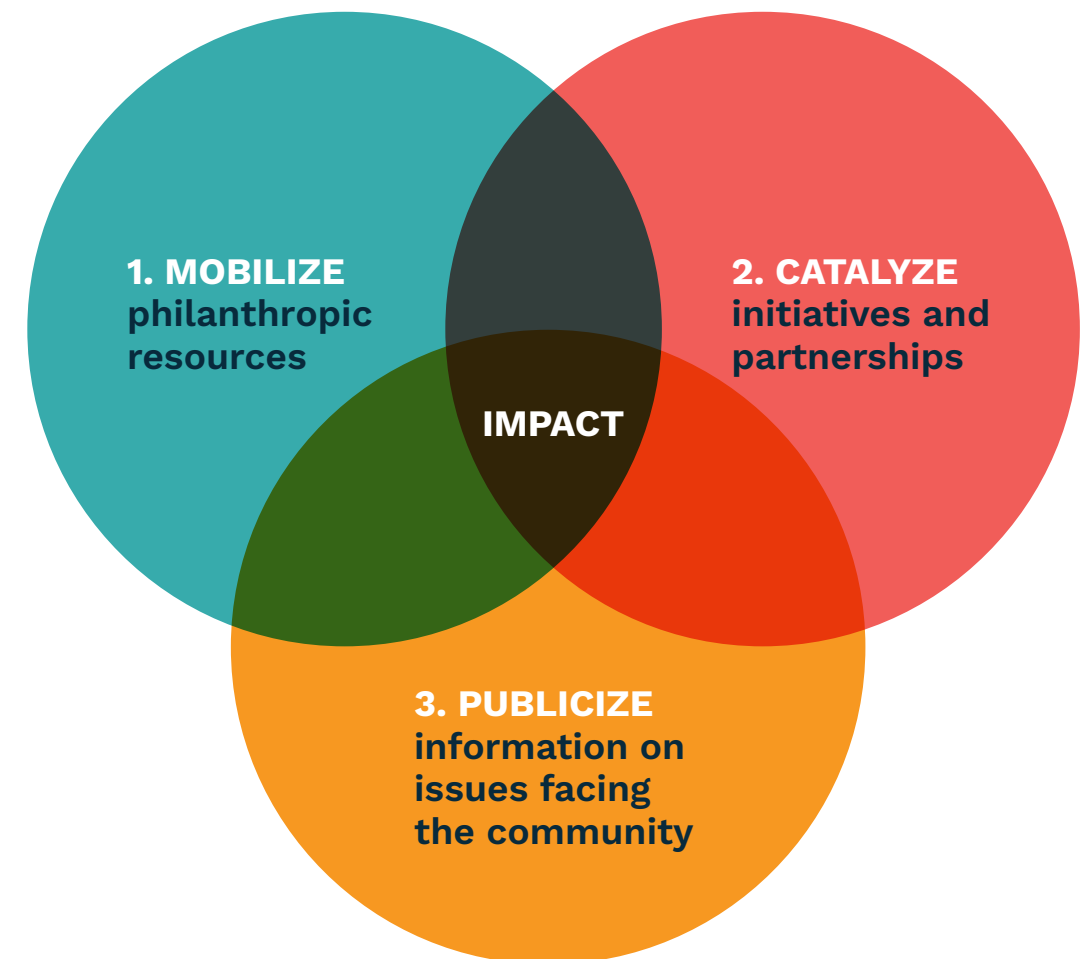 1. MOBILIZE
philanthropic
resources
2. CATALYZE
initiatives and
partnerships
IMPACT
3. PUBLICIZE
information on
issues facing
the community